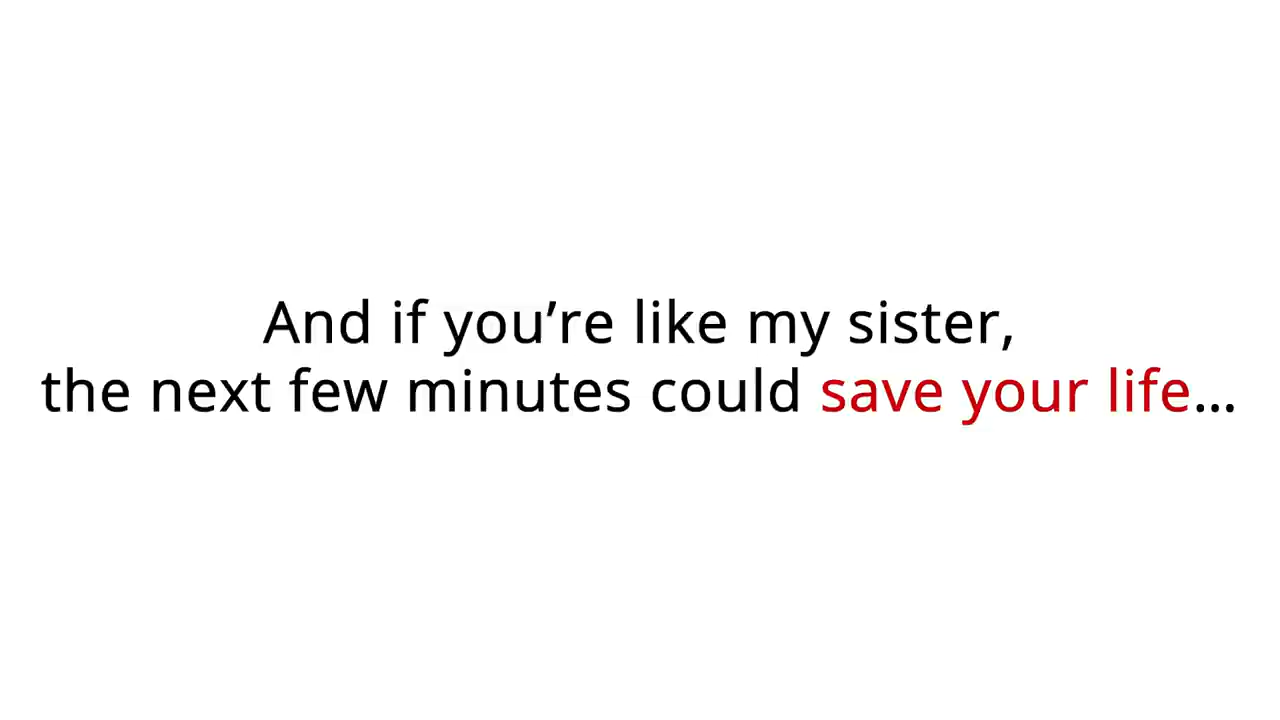 And if you’re like my sister,
the next few minutes could save your life...